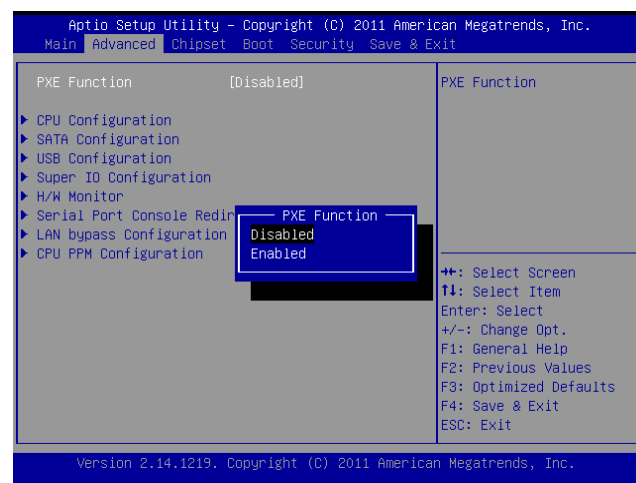 Aptio Setup Utility – Copyright (C) 2011 American Megatrends, Inc.
Main Advanced Chipset Boot Security Save & Exit
PXE Function [Disabled]
CPU Configuration
SATA Configuration
USB Configuration
Super IO Configuration
H/W Monitor
Serial Port Console Redir
LAN bypass Configuration
CPU PPM Configuration
PXE Function
Disabled
Enabled
PXE Function
→←: Select Screen
↑↓: Select Item
Enter: Select
+/-: Change Opt.
F1: General Help
F2: Previous Values
F3: Optimized Defaults
F4: Save & Exit
ESC: Exit
Version 2.14.1219. Copyright (C) 2011 American Megatrends, Inc.